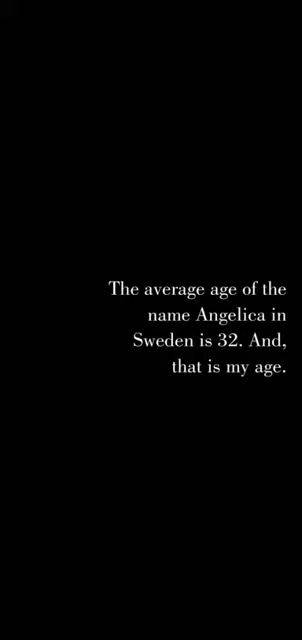 The average age of the
name Angelica in
Sweden is 32. And,
that is my age.